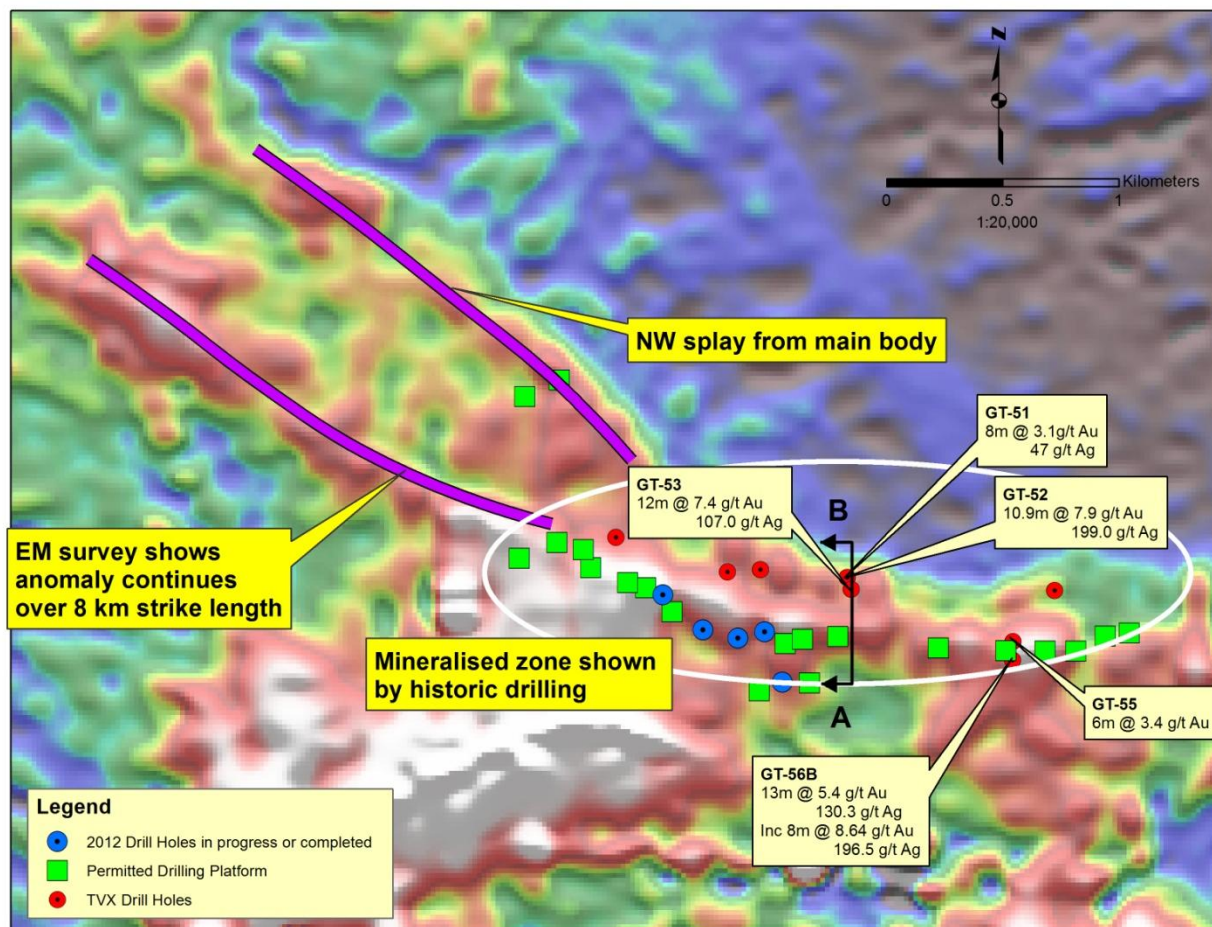 N
Kilometers
0 0.5 1
1:20,000
NW splay from main body
GT-51
8m @ 3.1g/t Au
47 g/t Ag
GT-53
12m @ 7.4 g/t Au
107.0 g/t Ag
B
GT-52
10.9m @ 7.9 g/t Au
199.0 g/t Ag
EM survey shows
anomaly continues
over 8 km strike length
Mineralised zone shown
by historic drilling
A
GT-55
6m @ 3.4 g/t Au
GT-56B
13m @ 5.4 g/t Au
130.3 g/t Ag
Inc 8m @ 8.64 g/t Au
196.5 g/t Ag
Legend
2012 Drill Holes in progress or completed
Permitted Drilling Platform
TVX Drill Holes